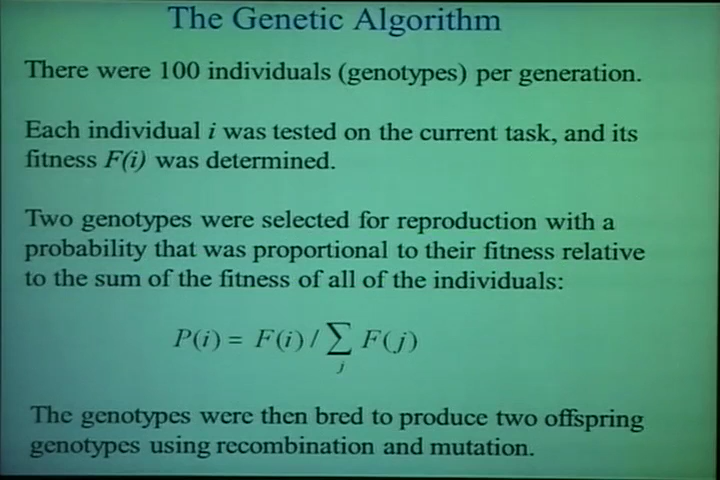 The Genetic Algorithm
There were 100 individuals (genotypes) per generation.
Each individual i was tested on the current task, and its
fitness F(i) was determined.
Two genotypes were selected for reproduction with a
probability that was proportional to their fitness relative
to the sum of the fitness of all of the individuals:
P(i) = F(i) / ∑ F(j)
j
The genotypes were then bred to produce two offspring
genotypes using recombination and mutation.